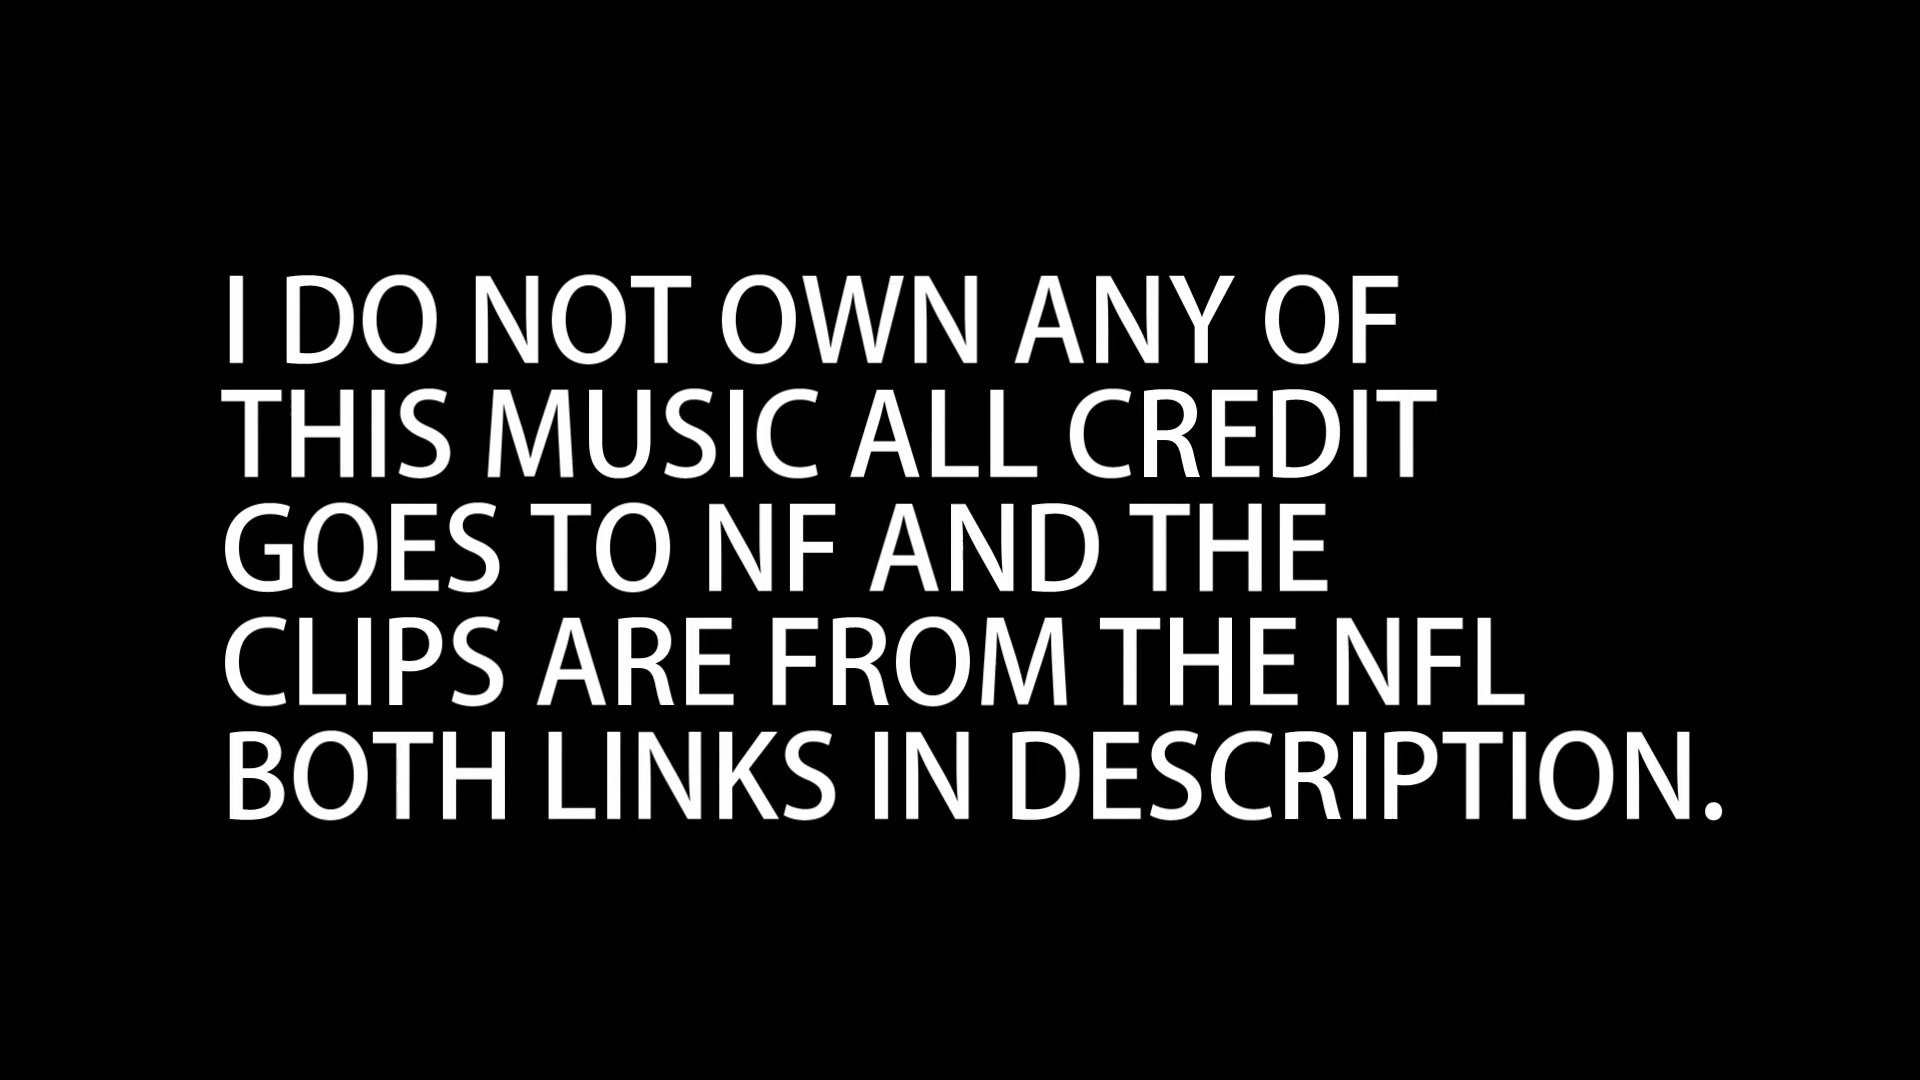 I DO NOT OWN ANY OF
THIS MUSIC ALL CREDIT
GOES TO NF AND THE
CLIPS ARE FROM THE NFL
BOTH LINKS IN DESCRIPTION.